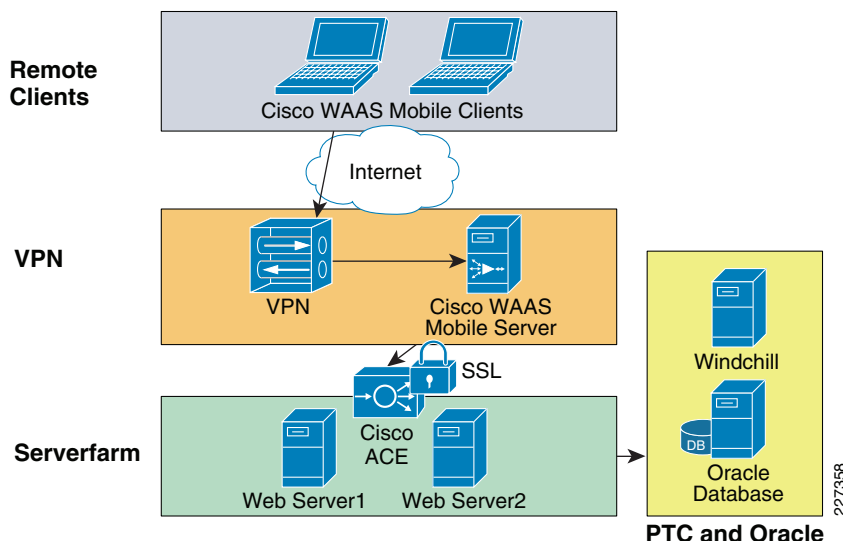 Remote
Clients
Cisco WAAS Mobile Clients
Internet
VPN
VPN
Cisco WAAS
Mobile Server
SSL
Windchill
Serverfarm
Cisco
ACE
Web Server1
Web Server2
DB
Oracle
Database
227358
PTC and Oracle